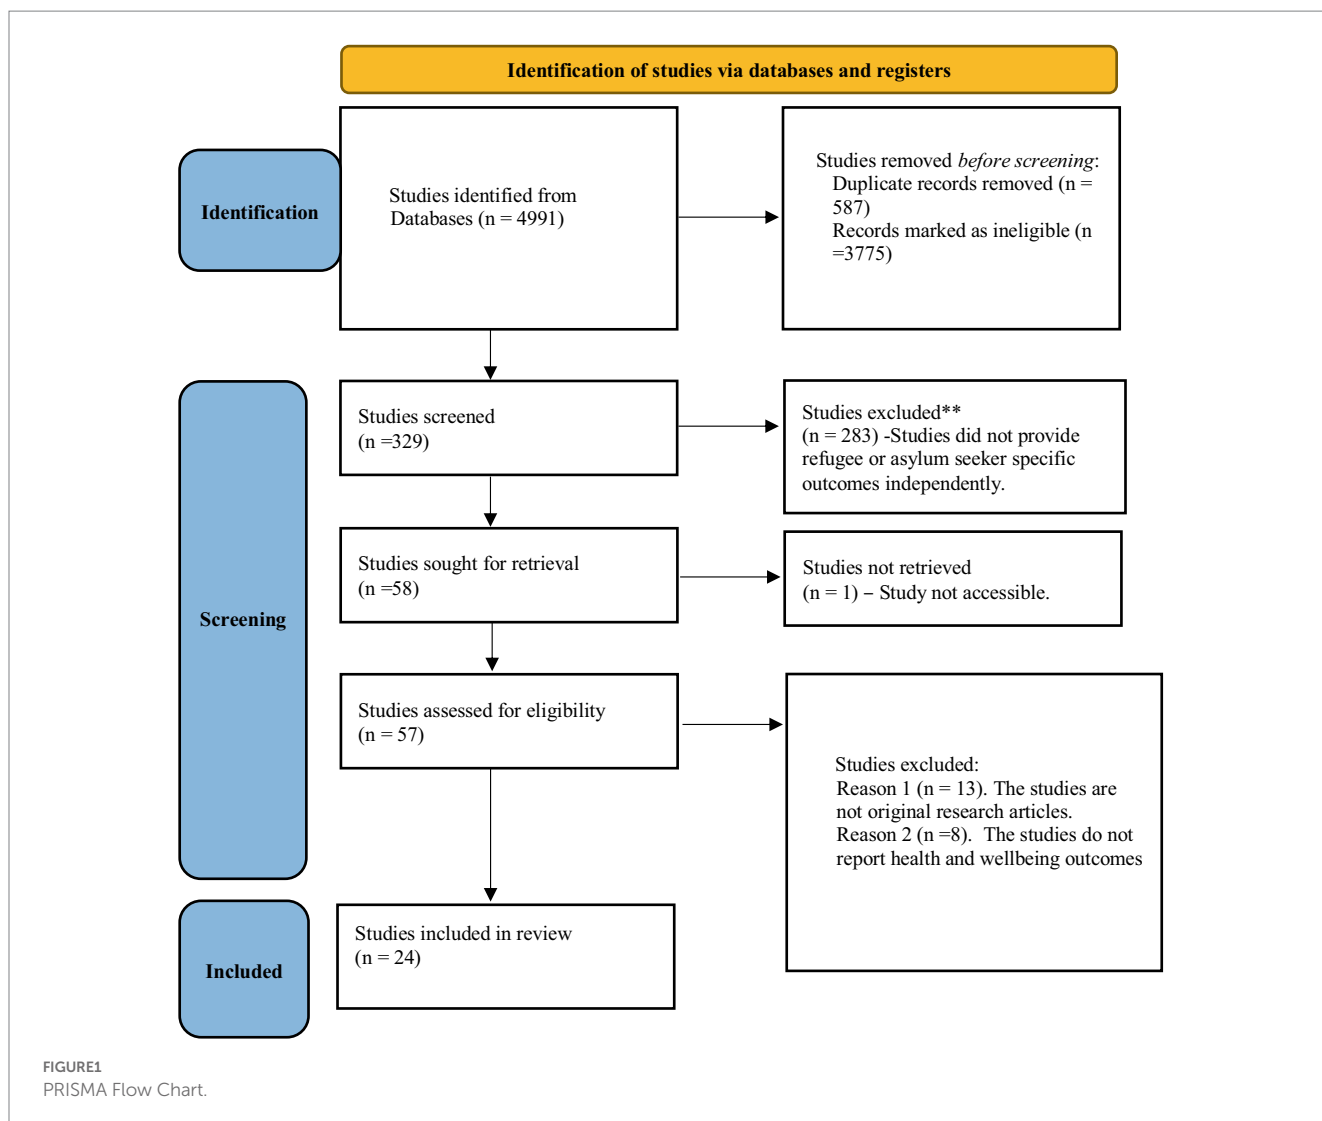 Identification of studies via databases and registers
Identification
Studies identified from
Databases (n = 4991)
Studies removed before screening:
Duplicate records removed (n =
587)
Records marked as ineligible (n
=3775)
Screening
Studies screened
(n =329)
Studies excluded**
(n = 283) -Studies did not provide
refugee or asylum seeker specific
outcomes independently.
Studies sought for retrieval
(n =58)
Studies not retrieved
(n = 1) – Study not accessible.
Studies assessed for eligibility
(n = 57)
Studies excluded:
Reason 1 (n = 13). The studies are
not original research articles.
Reason 2 (n =8).  The studies do not
report health and wellbeing outcomes
Included
Studies included in review
(n = 24)
FIGURE1
PRISMA Flow Chart.